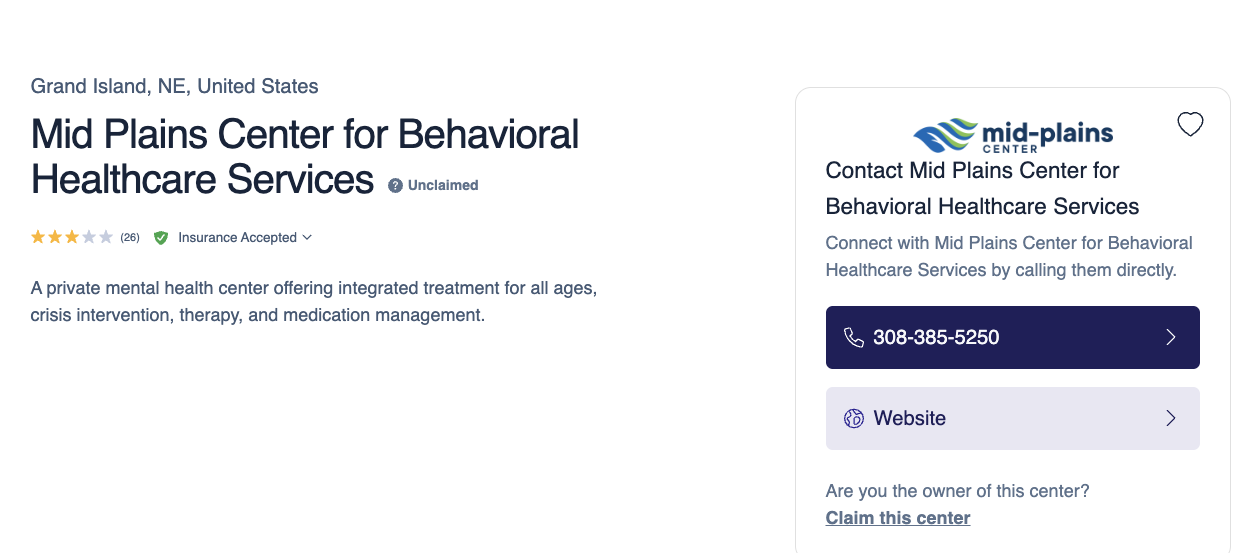 Grand Island, NE, United States
Mid Plains Center for Behavioral
Healthcare Services ? Unclaimed
(26) Insurance Accepted
A private mental health center offering integrated treatment for all ages,
crisis intervention, therapy, and medication management.
mid-plains
CENTER
Contact Mid Plains Center for
Behavioral Healthcare Services
Connect with Mid Plains Center for Behavioral
Healthcare Services by calling them directly.
308-385-5250
Website
Are you the owner of this center?
Claim this center